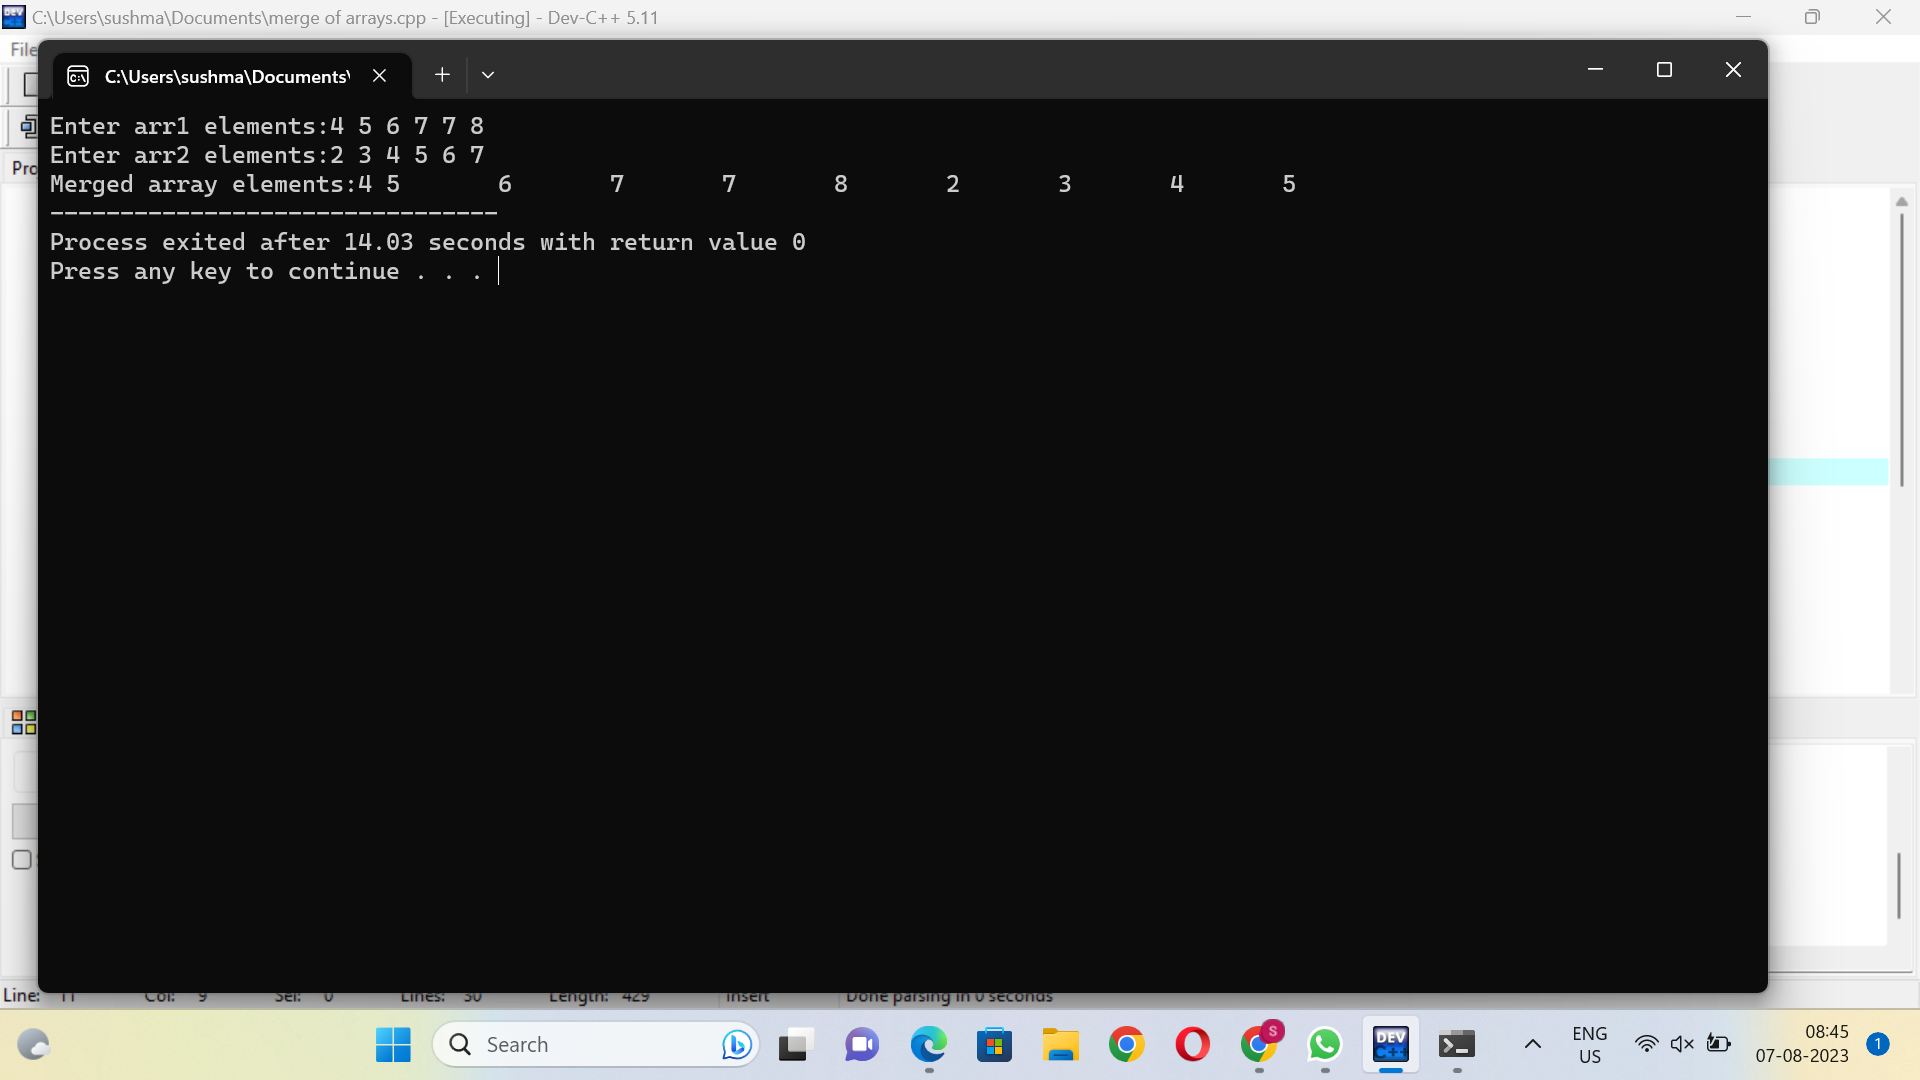 C:\Users\sushma\Documents\merge of arrays.cpp - [Executing] - Dev-C++ 5.11
File
C:\Users\sushma\Documents\
Enter arr1 elements:4 5 6 7 7 8
Enter arr2 elements:2 3 4 5 6 7
Merged array elements:4 5 6 7 7 8 2 3 4 5
--------------------------------
Process exited after 14.03 seconds with return value 0
Press any key to continue . . .
Pro
Line: 11 Col: 9 Sel: 0 Lines: 30 Length: 429 Insert Done parsing in 0 seconds
Search
S
DEV
C++
ENG
US
08:45
07-08-2023
1